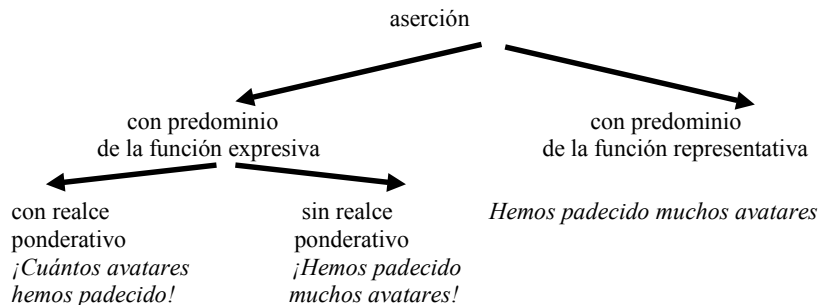 aserción
con predominio
de la función expresiva
con predominio
de la función representativa
con realce
ponderativo
¡Cuántos avatares
hemos padecido!
sin realce
ponderativo
¡Hemos padecido
muchos avatares!
Hemos padecido muchos avatares